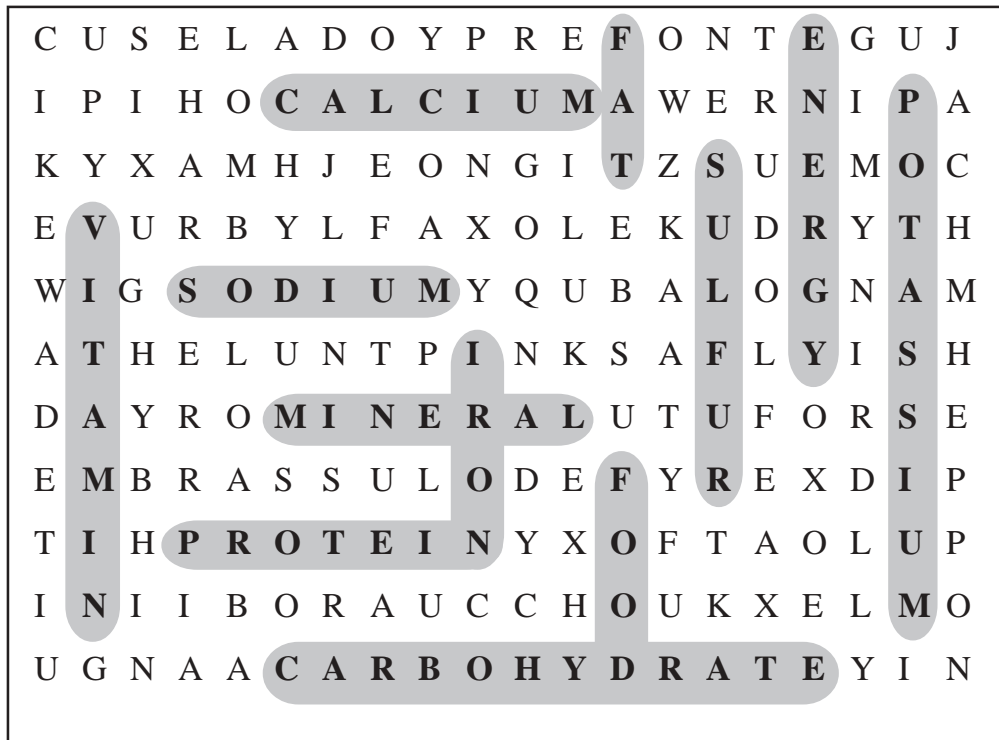 C U S E L A D O Y P R E F O N T E G U J
I P I H O C A L C I U M A W E R N I P A
K Y X A M H J E O N G I T Z S U E M O C
E V U R B Y L F A X O L E K U D R Y T H
W I G S O D I U M Y Q U B A L O G N A M
A T H E L U N T P I N K S A F L Y I S H
D A Y R O M I N E R A L U T U F O R S E
E M B R A S S U L O D E F Y R E X D I P
T I H P R O T E I N Y X O F T A O L U P
I N I I B O R A U C C H O U K X E L M O
U G N A A C A R B O H Y D R A T E Y I N